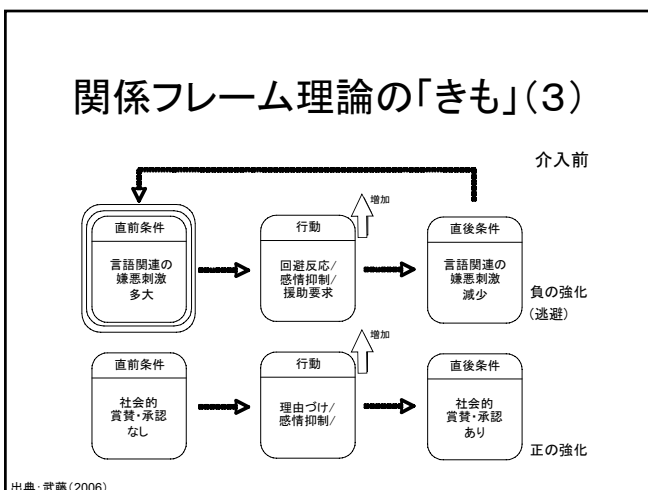 関係フレーム理論の「きも」(3)
介入前
増加
直前条件
行動
直後条件
言語関連の
嫌悪刺激
多大
回避反応/
感情抑制/
援助要求
言語関連の
嫌悪刺激
減少
負の強化
(逃避)
増加
直前条件
行動
直後条件
社会的
賞賛・承認
なし
理由づけ/
感情抑制/
社会的
賞賛・承認
あり
正の強化
出典:武藤(2006)